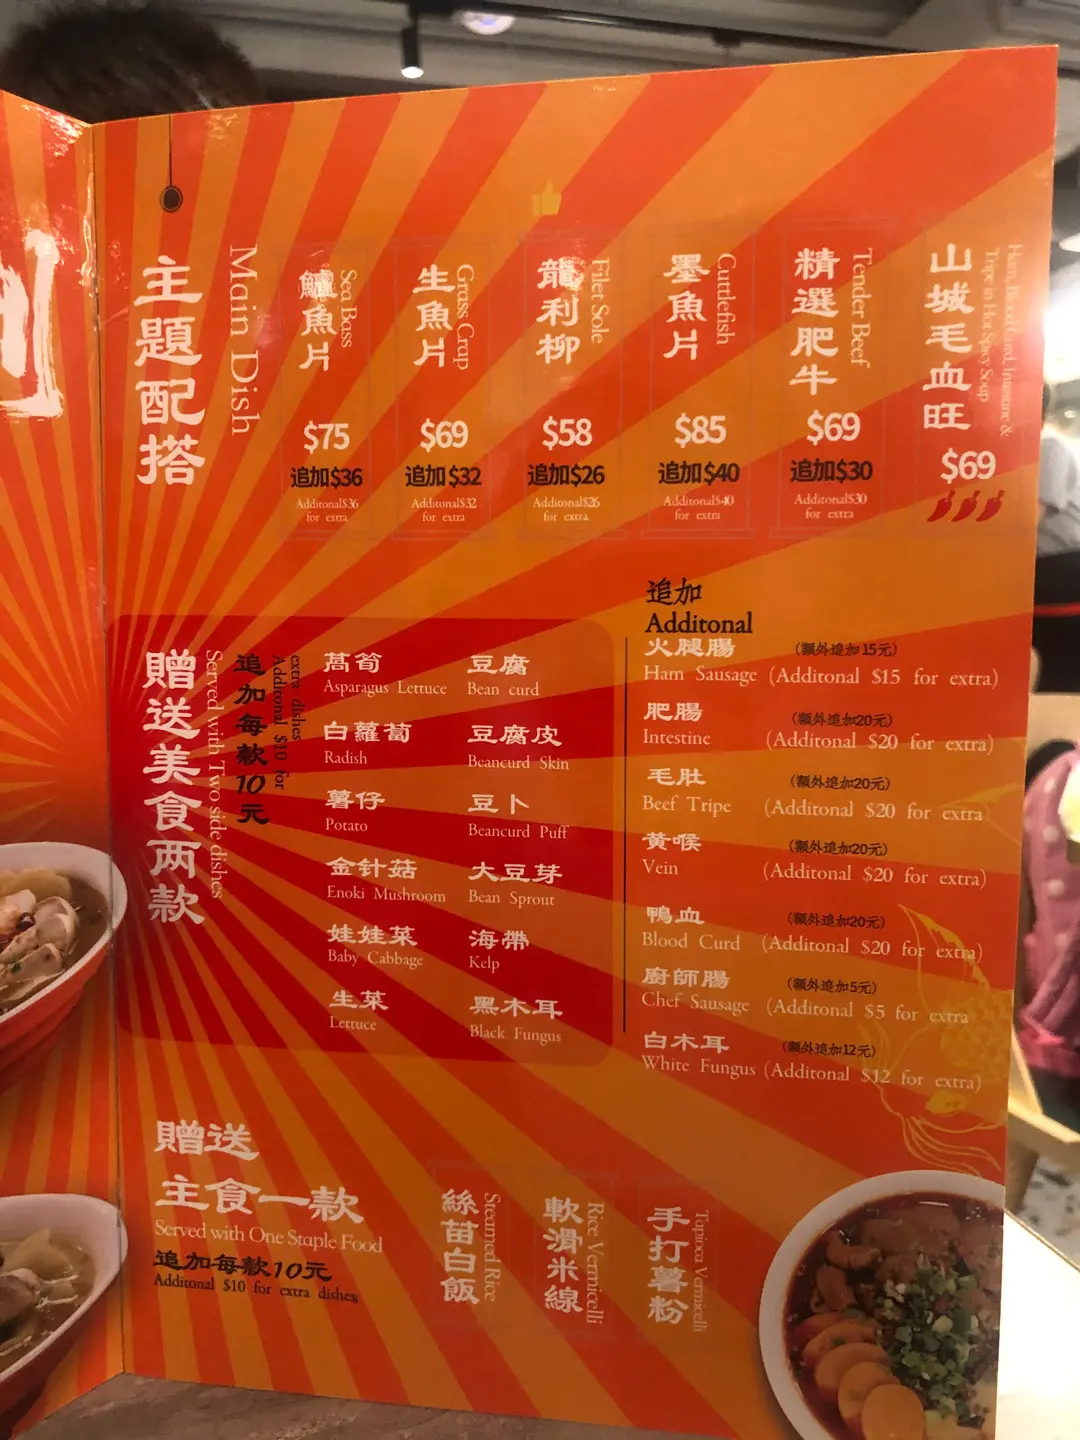 主題配搭
Main Dish
鱸魚片
Sea Bass
$75
追加$36
Additonal$36
for extra
生魚片
Grass Crap
$69
追加$32
Additonal$32
for extra
龍利柳
Filet Sole
$58
追加$26
Additonal$26
for extra
墨魚片
Cuttlefish
$85
追加$40
Additonal$40
for extra
精選肥牛
Tender Beef
$69
追加$30
Additonal$30
for extra
山城毛血旺
Ham, Blood Curd, Intestine &
Tripe in Hot Spicy Soup
$69
贈送美食两款
Served with Two side dishes
追加每款10元
Additonal $10 for
extra dishes
萵筍
Asparagus Lettuce
白蘿蔔
Radish
薯仔
Potato
金針菇
Enoki Mushroom
娃娃菜
Baby Cabbage
生菜
Lettuce
豆腐
Bean curd
豆腐皮
Beancurd Skin
豆卜
Beancurd Puff
大豆芽
Bean Sprout
海帶
Kelp
黑木耳
Black Fungus
追加
Additonal
火腿腸 (額外追加15元)
Ham Sausage (Additonal $15 for extra)
肥腸 (額外追加20元)
Intestine (Additonal $20 for extra)
毛肚 (額外追加20元)
Beef Tripe (Additonal $20 for extra)
黄喉 (額外追加20元)
Vein (Additonal $20 for extra)
鴨血 (額外追加20元)
Blood Curd (Additonal $20 for extra)
廚師腸 (額外追加5元)
Chef Sausage (Additonal $5 for extra
白木耳 (額外追加12元)
White Fungus (Additonal $12 for extra)
贈送
主食一款
Served with One Staple Food
追加每款10元
Additonal $10 for extra dishes
絲苗白飯
Steamed Rice
軟滑米線
Rice Vermicelli
手打薯粉
Tapioca Vermicelli